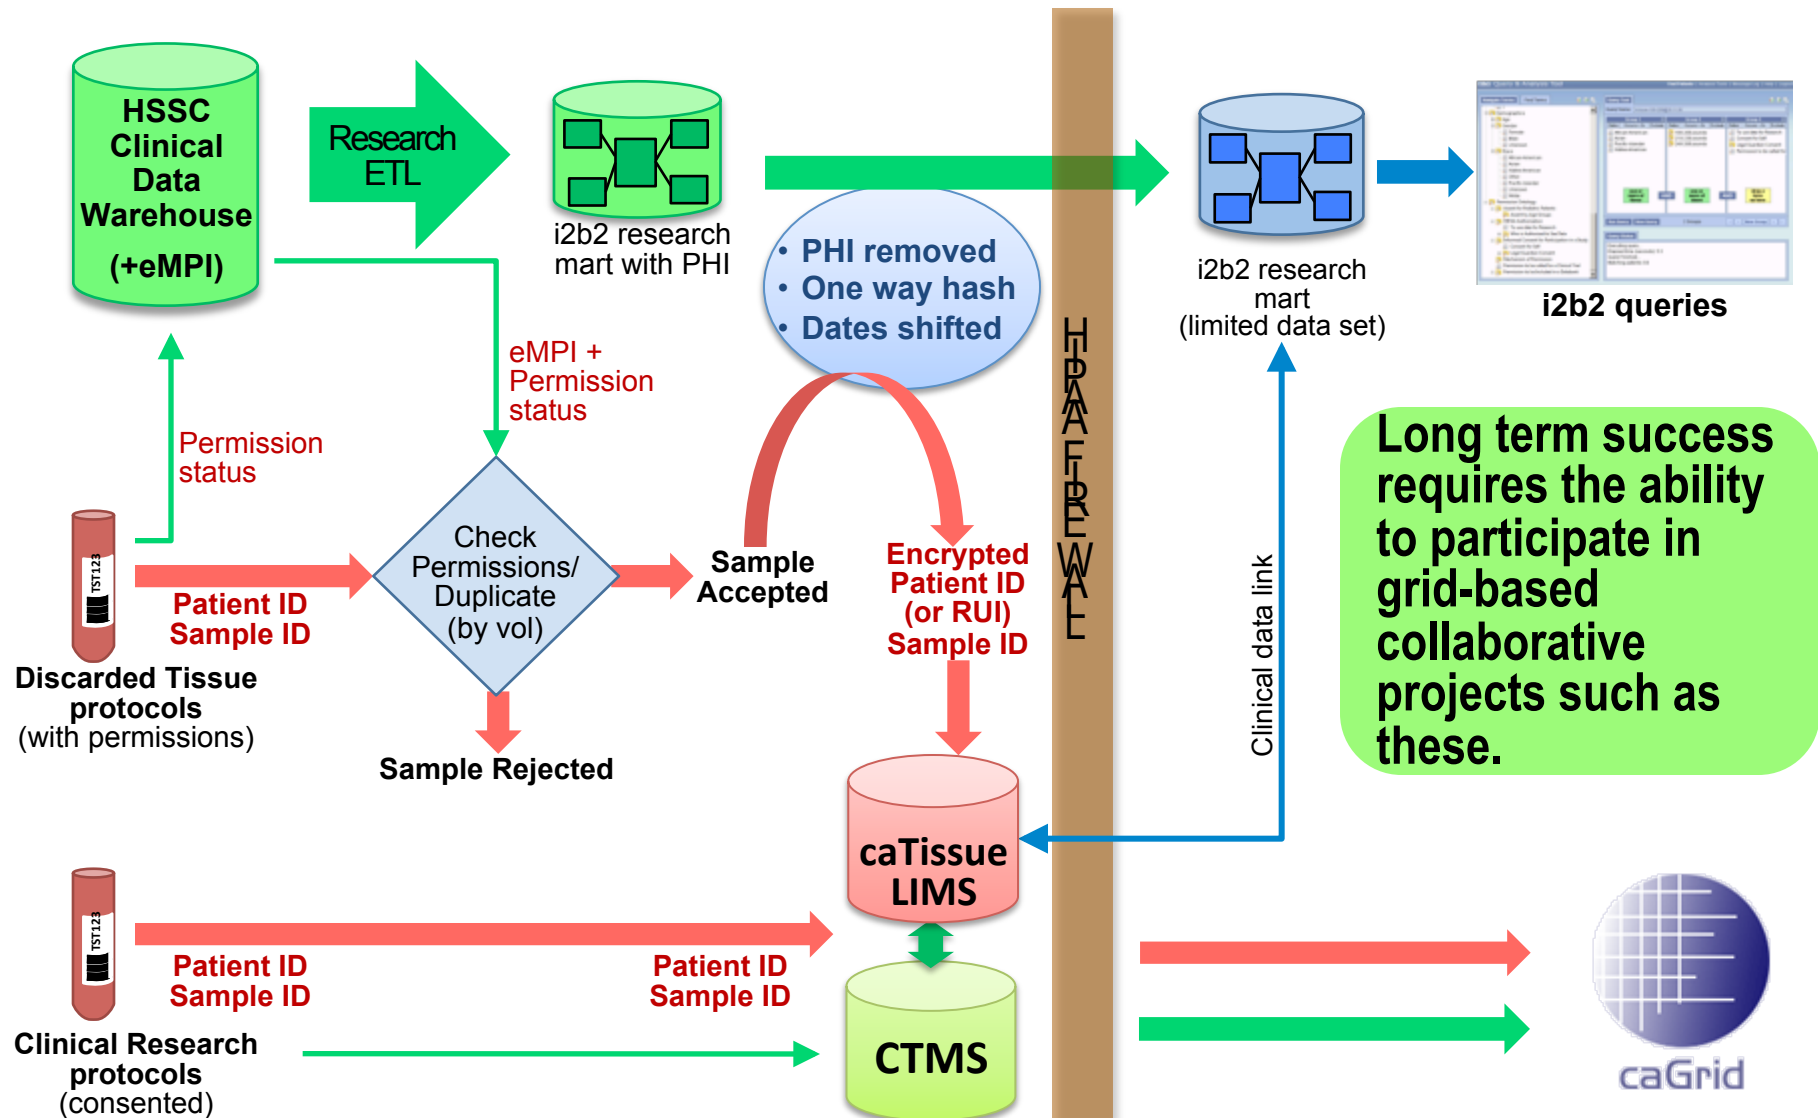 HSSC
Clinical
Data
Warehouse
(+eMPI)
Research
ETL
i2b2 research
mart with PHI
• PHI removed
• One way hash
• Dates shifted
HIPAA FIREWALL
i2b2 research
mart
(limited data set)
i2b2 queries
eMPI +
Permission
status
Permission
status
TST123
Patient ID
Sample ID
Discarded Tissue
protocols
(with permissions)
Check
Permissions/
Duplicate
(by vol)
Sample
Accepted
Sample Rejected
Encrypted
Patient ID
(or RUI)
Sample ID
Clinical data link
Long term success
requires the ability
to participate in
grid-based
collaborative
projects such as
these.
caTissue
LIMS
TST123
Patient ID
Sample ID
Patient ID
Sample ID
Clinical Research
protocols
(consented)
CTMS
caGrid